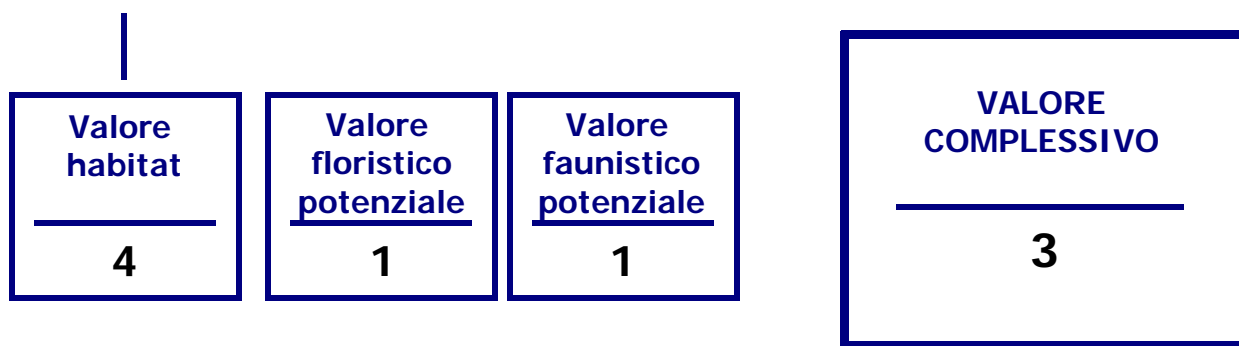 Valore
habitat
4
Valore
floristico
potenziale
1
Valore
faunistico
potenziale
1
VALORE
COMPLESSIVO
3